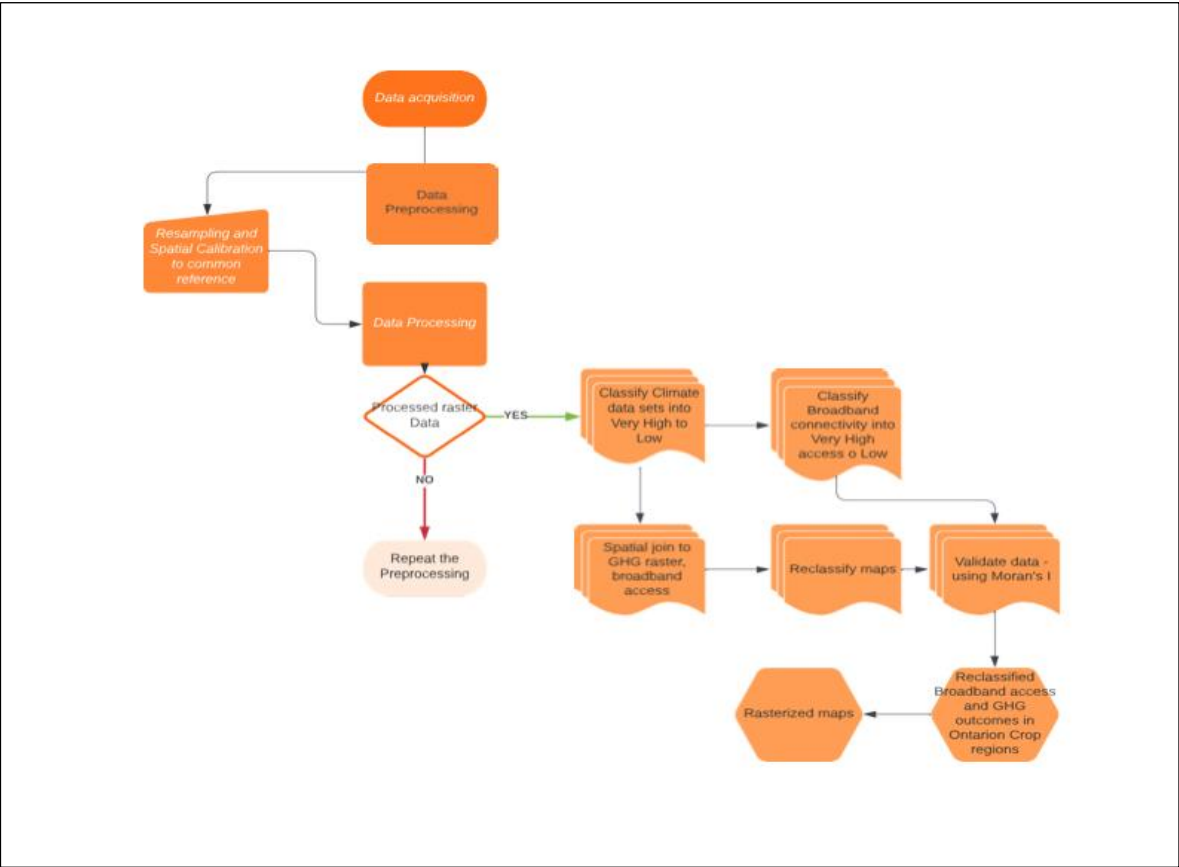 Data acquisition
Data
Preprocessing
Resampling and
Spatial Calibration
to common
reference
Data Processing
Processed raster
Data
YES
NO
Repeat the
Preprocessing
Classify Climate
data sets into
Very High to
Low
Classify
Broadband
connectivity into
Very High
access o Low
Spatial join to
GHG raster,
broadband
access
Reclassify maps
Validate data -
using Moran's I
Reclassified
Broadband access
and GHG
outcomes in
Ontarion Crop
regions
Rasterized maps